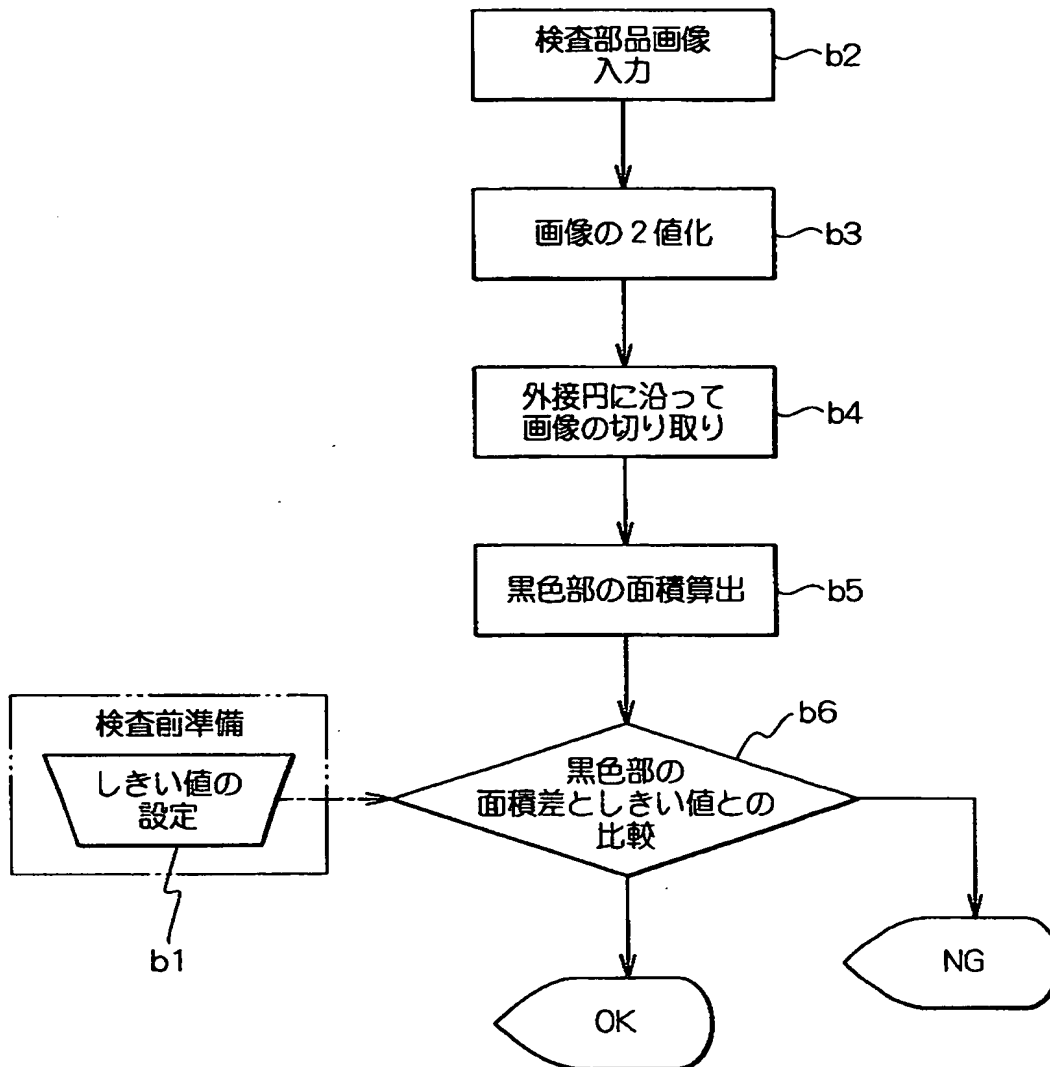 検査部品画像
入力
b2
画像の2値化
b3
外接円に沿って
画像の切り取り
b4
黒色部の面積算出
b5
検査前準備
しきい値の
設定
b1
b6
黒色部の
面積差としきい値との
比較
NG
OK